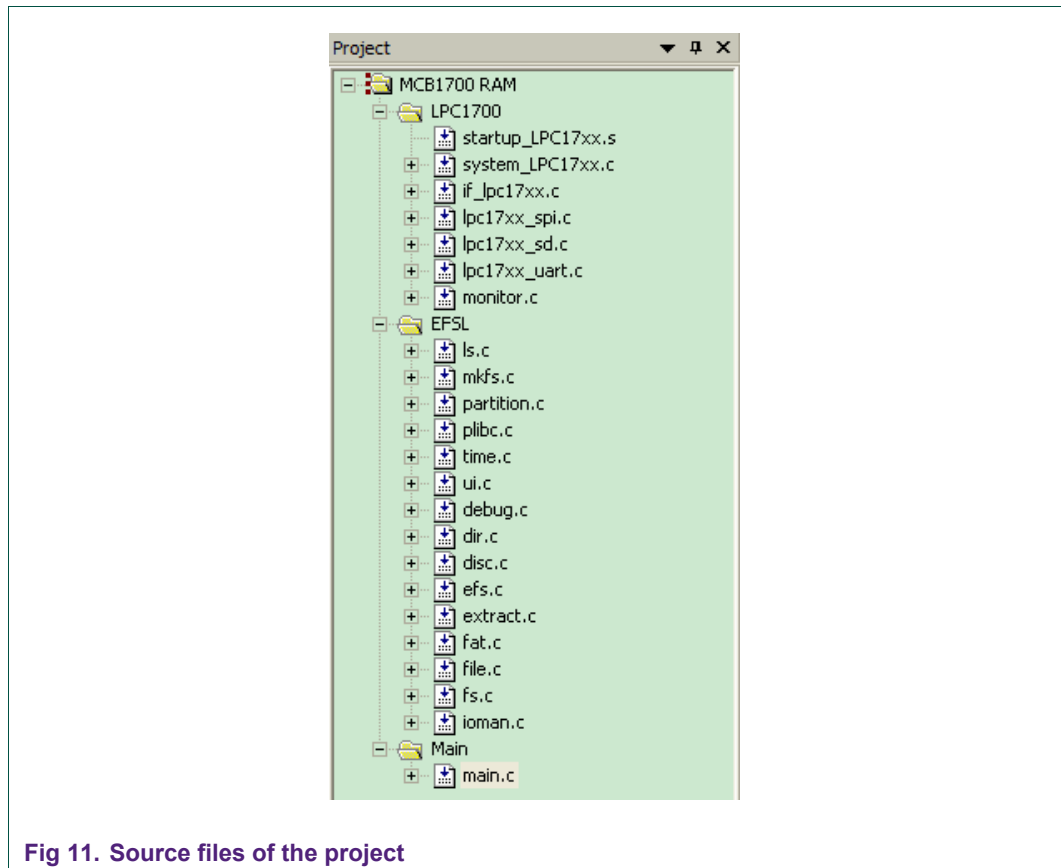 Project
MCB1700 RAM
LPC1700
startup_LPC17xx.s
system_LPC17xx.c
if_lpc17xx.c
lpc17xx_spi.c
lpc17xx_sd.c
lpc17xx_uart.c
monitor.c
EFSL
ls.c
mkfs.c
partition.c
plibc.c
time.c
ui.c
debug.c
dir.c
disc.c
efs.c
extract.c
fat.c
file.c
fs.c
ioman.c
Main
main.c
Fig 11. Source files of the project